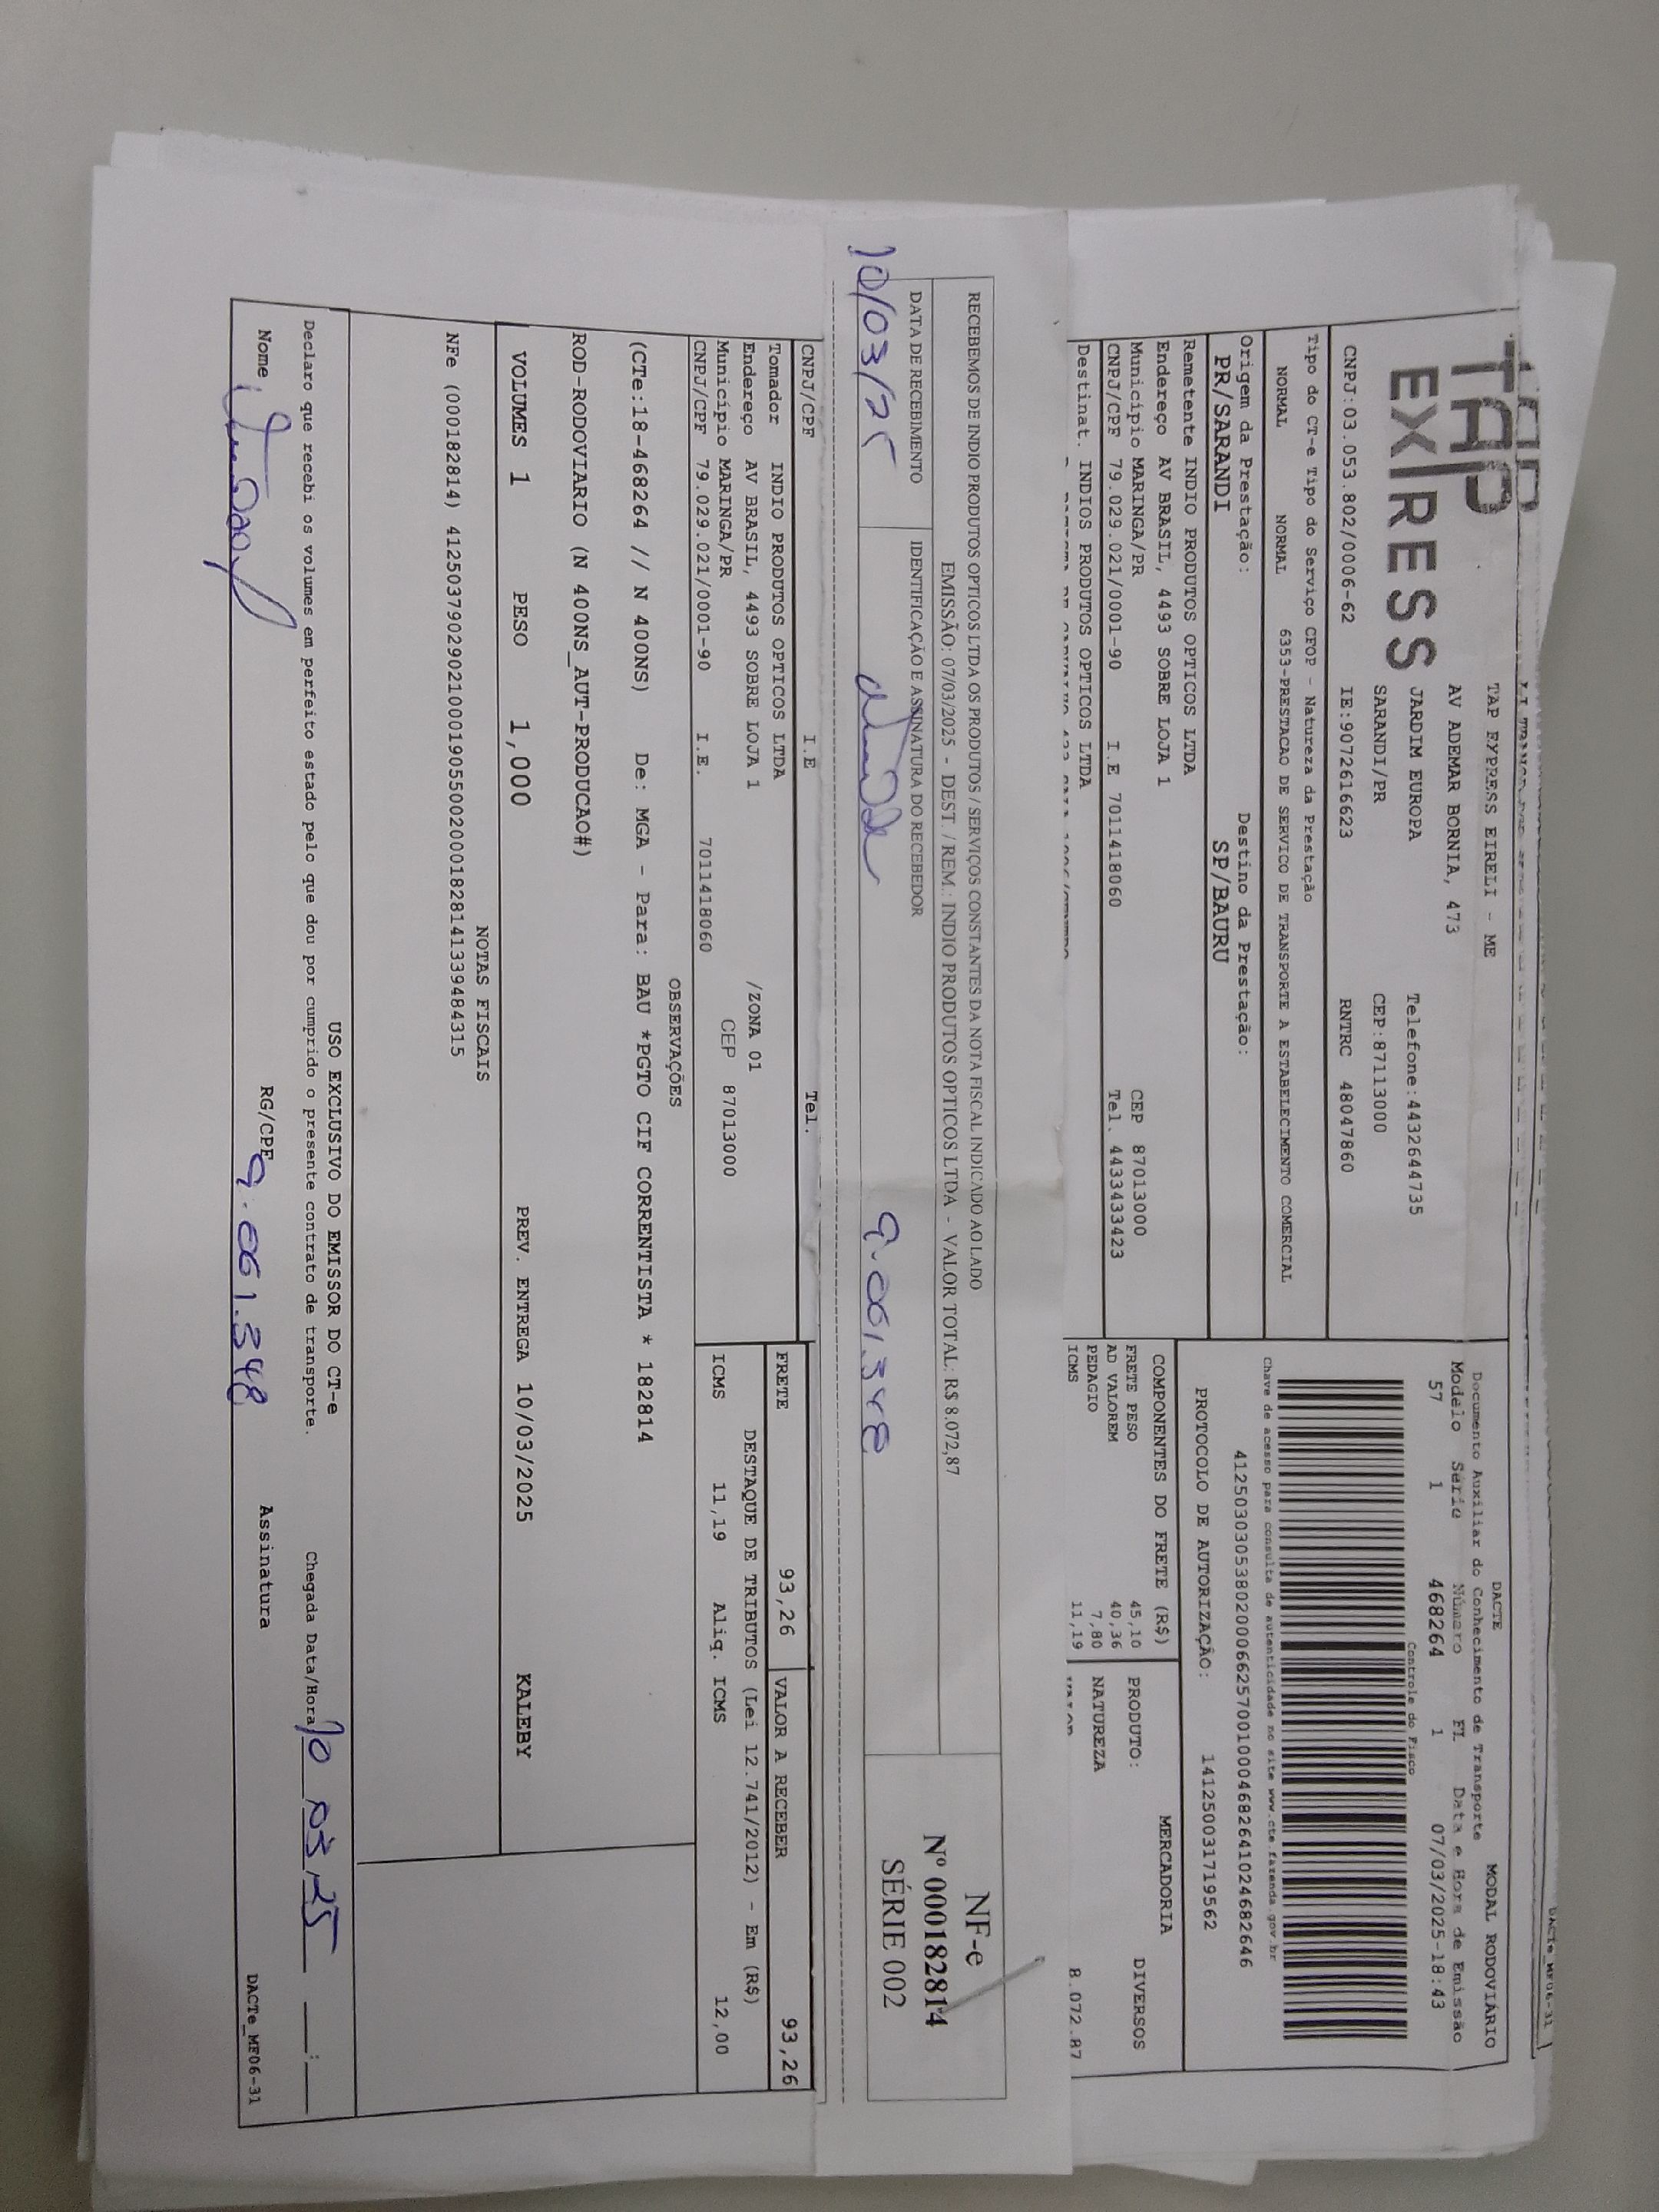 DACTe_MF06-31
TAP
EXPRESS
TAP EXPRESS EIRELI - ME
AV ADEMAR BORNIA, 473
JARDIM EUROPA Telefone:4432644735
SARANDI/PR CEP:87113000
CNPJ:03.053.802/0006-62 IE:9072616623 RNTRC 48047860
DACTE MODAL RODOVIÁRIO
Documento Auxiliar do Conhecimento de Transporte
Modelo Série Número FL Data e Hora de Emissão
57 1 468264 1 07/03/2025-18:43
Controle do Fisco
Chave de acesso para consulta de autenticidade no site www.cte.fazenda.gov.br
41250303053802000662570010004682641024682646
PROTOCOLO DE AUTORIZAÇÃO: 141250031719562
Tipo do CT-e Tipo do Serviço CFOP - Natureza da Prestação
NORMAL NORMAL 6353-PRESTACAO DE SERVICO DE TRANSPORTE A ESTABELECIMENTO COMERCIAL
Origem da Prestação: Destino da Prestação:
PR/SARANDI SP/BAURU
Remetente INDIO PRODUTOS OPTICOS LTDA
Endereço AV BRASIL, 4493 SOBRE LOJA 1
Município MARINGA/PR CEP 87013000
CNPJ/CPF 79.029.021/0001-90 I.E 7011418060 Tel. 443433423
Destinat. INDIOS PRODUTOS OPTICOS LTDA
COMPONENTES DO FRETE (R$)
FRETE PESO 45,10
AD VALOREM 40,36
PEDAGIO 7,80
ICMS 11,19
MERCADORIA
PRODUTO: DIVERSOS
NATUREZA
8.072.87
RECEBEMOS DE INDIO PRODUTOS OPTICOS LTDA OS PRODUTOS / SERVIÇOS CONSTANTES DA NOTA FISCAL INDICADO AO LADO
EMISSÃO: 07/03/2025 - DEST. / REM.: INDIO PRODUTOS OPTICOS LTDA - VALOR TOTAL: R$ 8.072,87
DATA DE RECEBIMENTO IDENTIFICAÇÃO E ASSINATURA DO RECEBEDOR
10/03/25 9.061.348
NF-e
Nº 000182814
SÉRIE 002
CNPJ/CPF I.E Tel.
Tomador INDIO PRODUTOS OPTICOS LTDA
Endereço AV BRASIL, 4493 SOBRE LOJA 1 /ZONA 01
Município MARINGA/PR CEP 87013000
CNPJ/CPF 79.029.021/0001-90 I.E. 7011418060
FRETE 93,26 VALOR A RECEBER 93,26
DESTAQUE DE TRIBUTOS (Lei 12.741/2012) - Em (R$)
ICMS 11,19 Aliq. ICMS 12,00
OBSERVAÇÕES
(CTe:18-468264 // N 400NS) De: MGA - Para: BAU *PGTO CIF CORRENTISTA * 182814
ROD-RODOVIARIO (N 400NS_AUT-PRODUCAO#)
VOLUMES 1 PESO 1,000 PREV. ENTREGA 10/03/2025 KALEBY
NOTAS FISCAIS
NFe (000182814) 41250379029021000190550020001828141339484315
USO EXCLUSIVO DO EMISSOR DO CT-e
Declaro que recebi os volumes em perfeito estado pelo que dou por cumprido o presente contrato de transporte. Chegada Data/Hora 10 03 25 __:__
Nome RG/CPF 9.061.348 Assinatura
DACTe_MF06-31